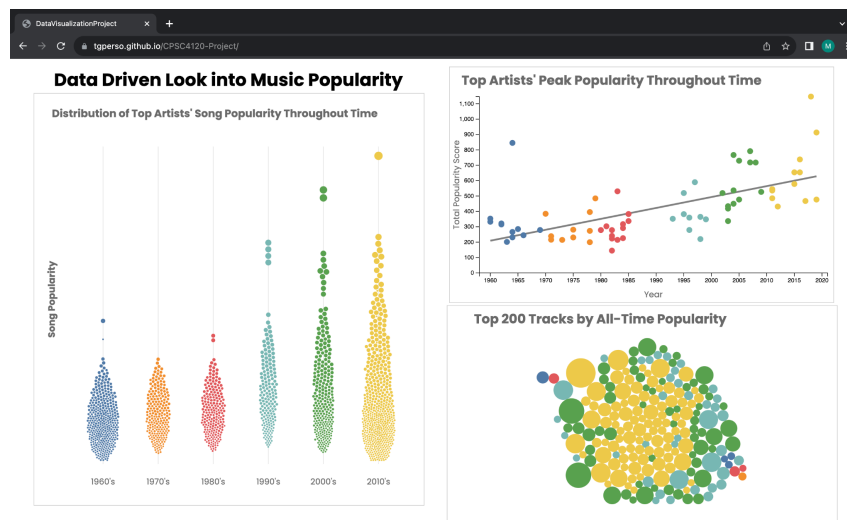 DataVisualizationProject
tgperso.github.io/CPSC4120-Project/
M
Data Driven Look into Music Popularity
Distribution of Top Artists' Song Popularity Throughout Time
Song Popularity
1960's 1970's 1980's 1990's 2000's 2010's
Top Artists' Peak Popularity Throughout Time
Total Popularity Score
1,100
1,000
900
800
700
600
500
400
300
200
100
0
1960 1965 1970 1975 1980 1985 1990 1995 2000 2005 2010 2015 2020
Year
Top 200 Tracks by All-Time Popularity